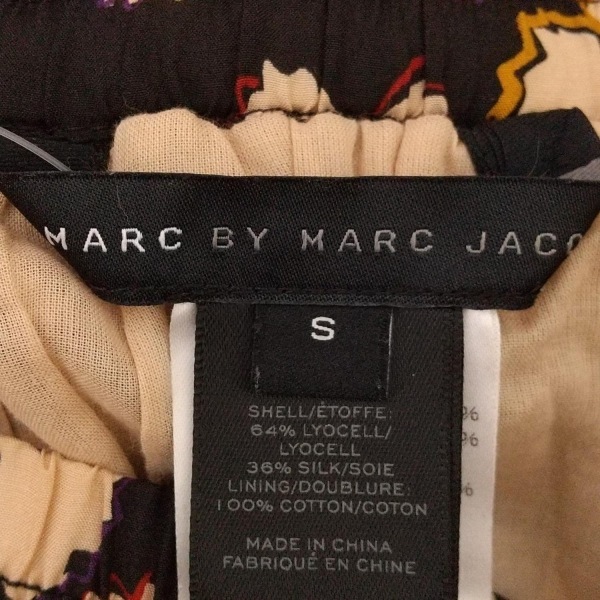 MARC BY MARC JACO
S
SHELL/ÉTOFFE:
64% LYOCELL/
LYOCELL
36% SILK/SOIE
LINING/DOUBLURE:
100% COTTON/COTON
MADE IN CHINA
FABRIQUÉ EN CHINE
%
%
%